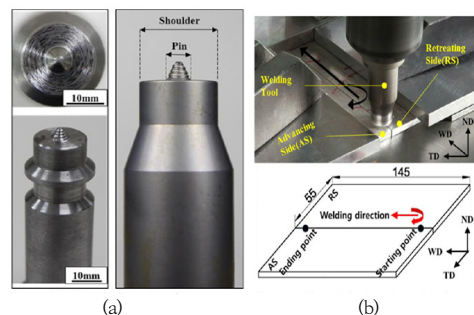 (a)
Shoulder
Pin
10mm
10mm
(b)
Retreating
Side(RS)
Welding
Tool
Advancing
Side(AS)
ND
WD
TD
145
55
RS
Welding direction
AS
Ending point
Starting point
ND
WD
TD
(a)
(b)